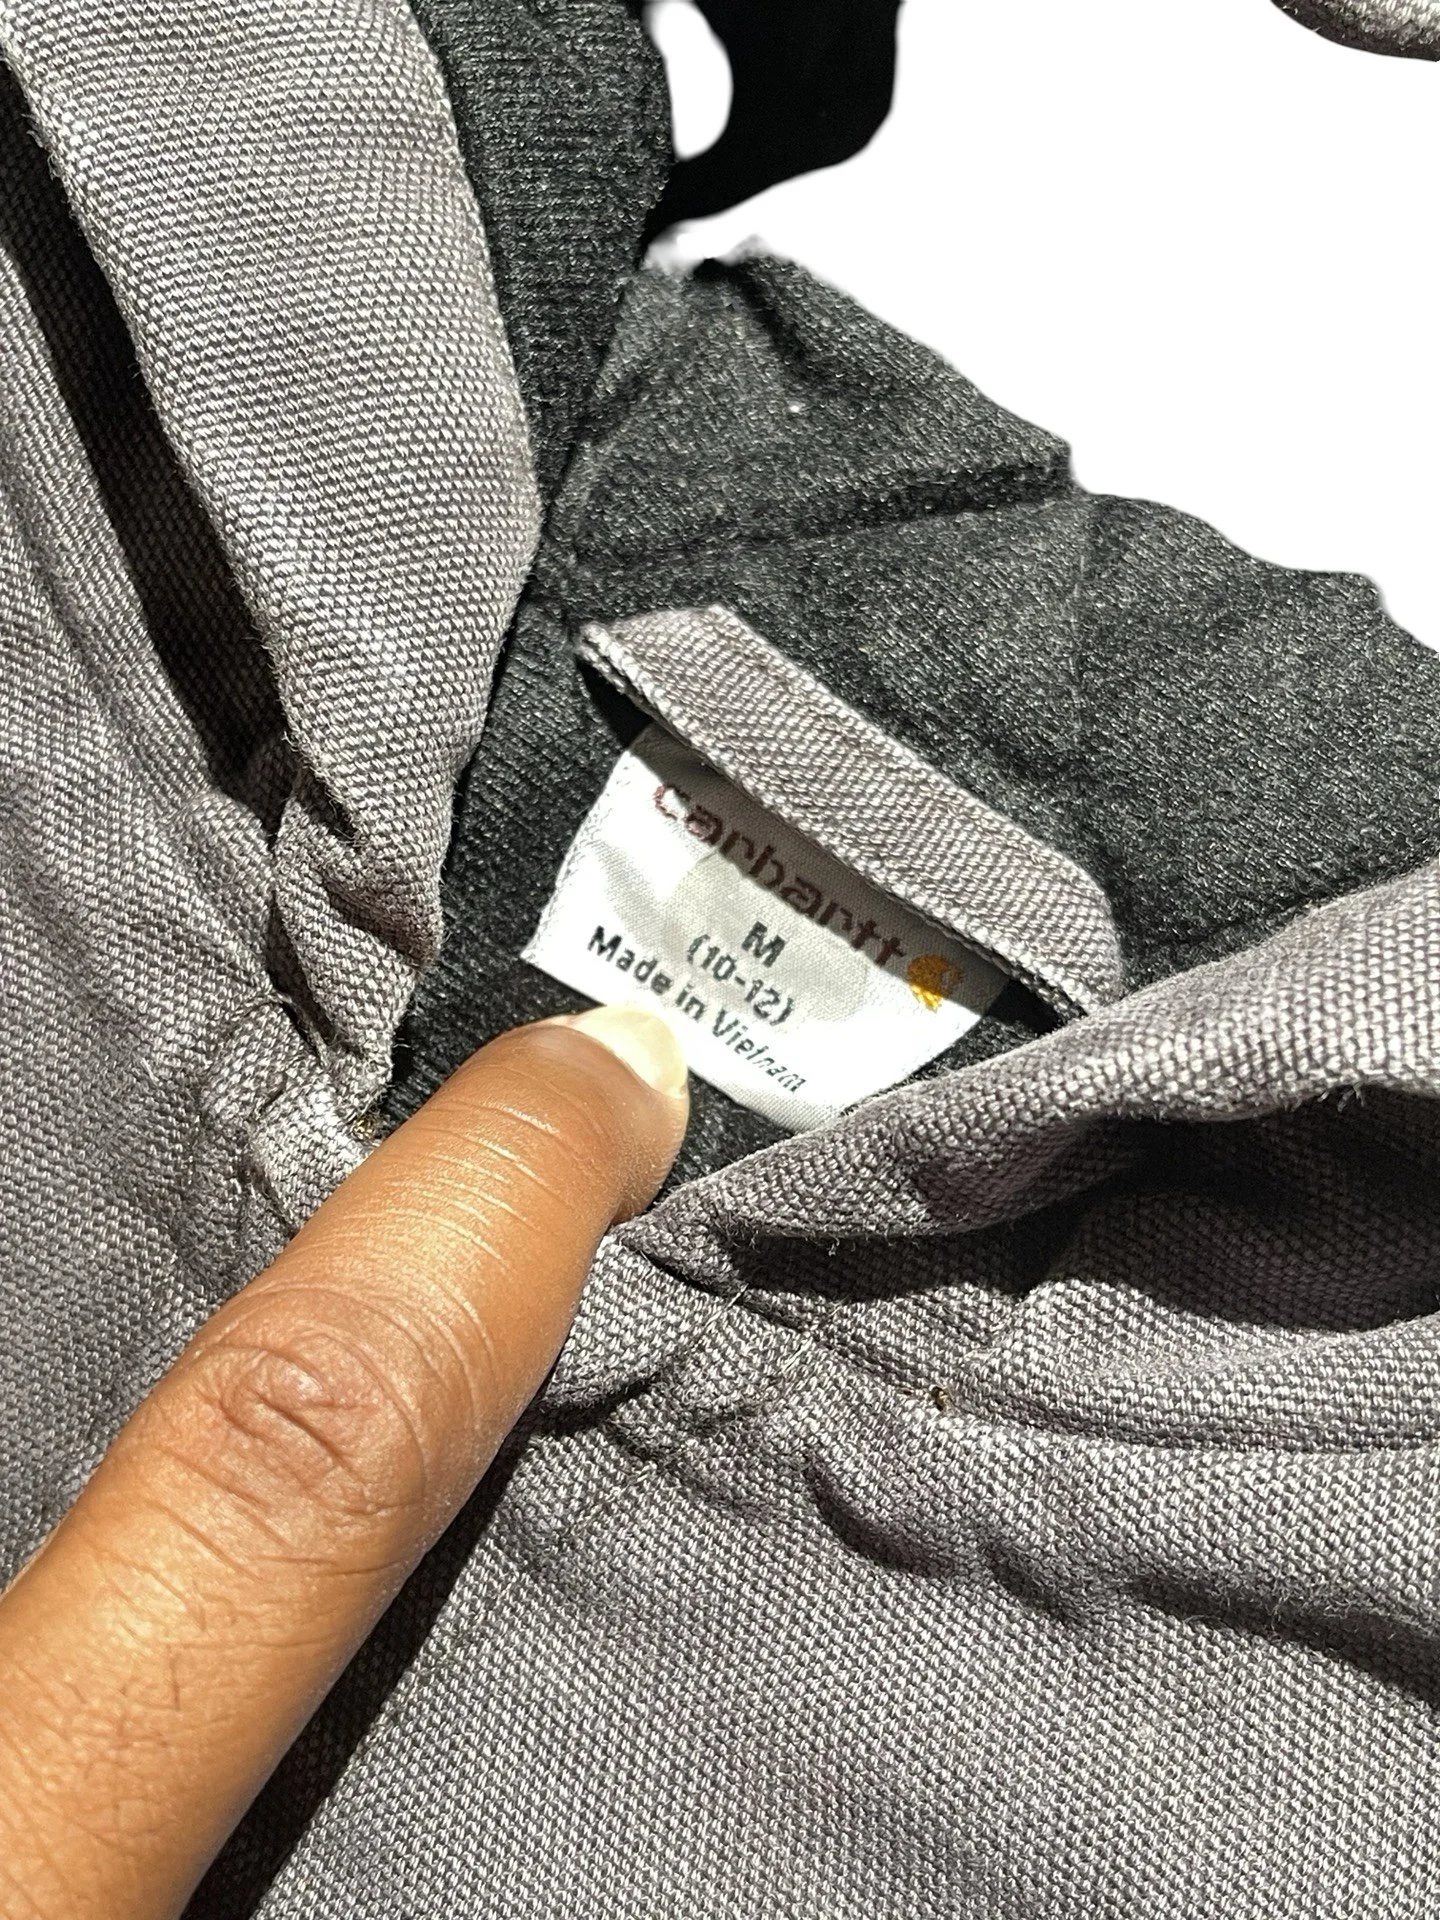 carhartt
M
(10-12)
Made in Vietnam